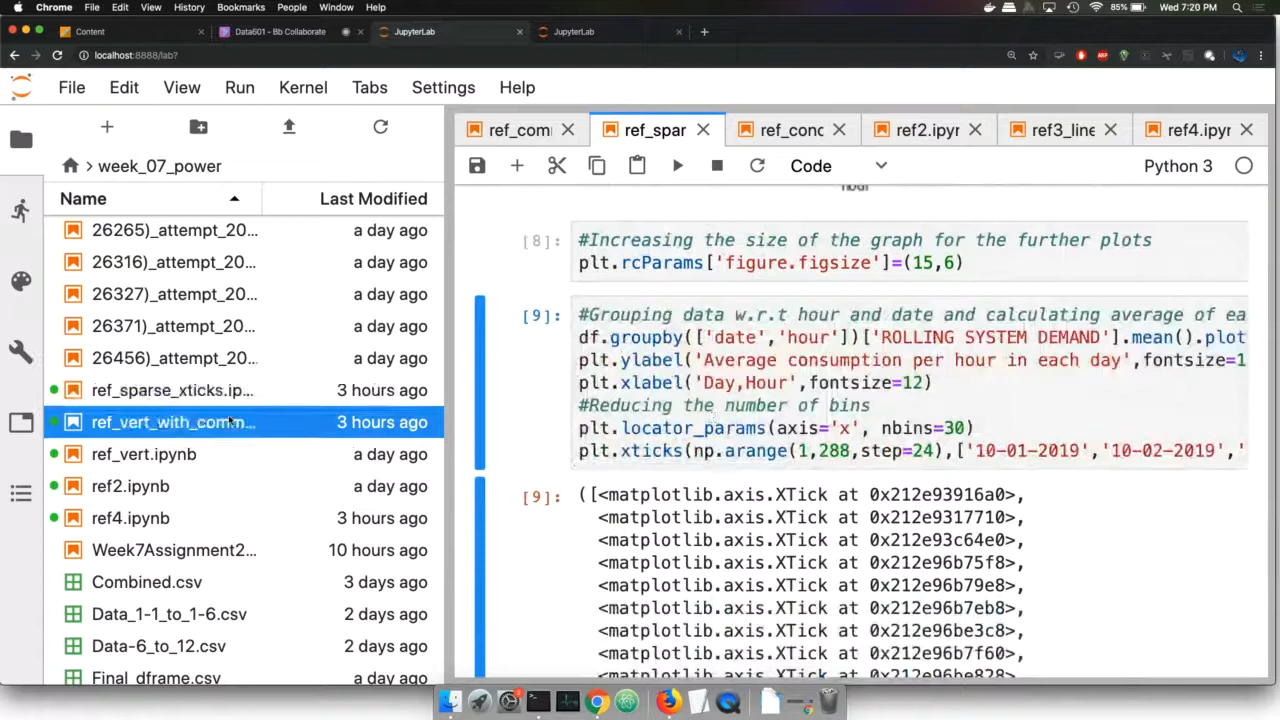 Chrome File Edit View History Bookmarks People Window Help 85% Wed 7:20 PM
Content Data601 - Bb Collaborate JupyterLab JupyterLab
localhost:8888/lab?
File Edit View Run Kernel Tabs Settings Help
week_07_power
Name Last Modified
26265)_attempt_20... a day ago
26316)_attempt_20... a day ago
26327)_attempt_20... a day ago
26371)_attempt_20... a day ago
26456)_attempt_20... a day ago
ref_sparse_xticks.ip... 3 hours ago
ref_vert_with_comm... 3 hours ago
ref_vert.ipynb a day ago
ref2.ipynb a day ago
ref4.ipynb 3 hours ago
Week7Assignment2... 10 hours ago
Combined.csv 3 days ago
Data_1-1_to_1-6.csv 2 days ago
Data-6_to_12.csv 2 days ago
Final_dframe.csv a day ago
ref_com ref_spar ref_conc ref2.ipyr ref3_line ref4.ipyr
Code Python 3
hour
[8]: #Increasing the size of the graph for the further plots
plt.rcParams['figure.figsize']=(15,6)
[9]: #Grouping data w.r.t hour and date and calculating average of ea
df.groupby(['date','hour'])['ROLLING SYSTEM DEMAND'].mean().plot
plt.ylabel('Average consumption per hour in each day',fontsize=1
plt.xlabel('Day,Hour',fontsize=12)
#Reducing the number of bins
plt.locator_params(axis='x', nbins=30)
plt.xticks(np.arange(1,288,step=24),['10-01-2019','10-02-2019','
[9]: ([<matplotlib.axis.XTick at 0x212e93916a0>,
<matplotlib.axis.XTick at 0x212e9317710>,
<matplotlib.axis.XTick at 0x212e93c64e0>,
<matplotlib.axis.XTick at 0x212e96b75f8>,
<matplotlib.axis.XTick at 0x212e96b79e8>,
<matplotlib.axis.XTick at 0x212e96b7eb8>,
<matplotlib.axis.XTick at 0x212e96be3c8>,
<matplotlib.axis.XTick at 0x212e96b7f60>,
<matplotlib.axis.XTick at 0x212e96be828>,